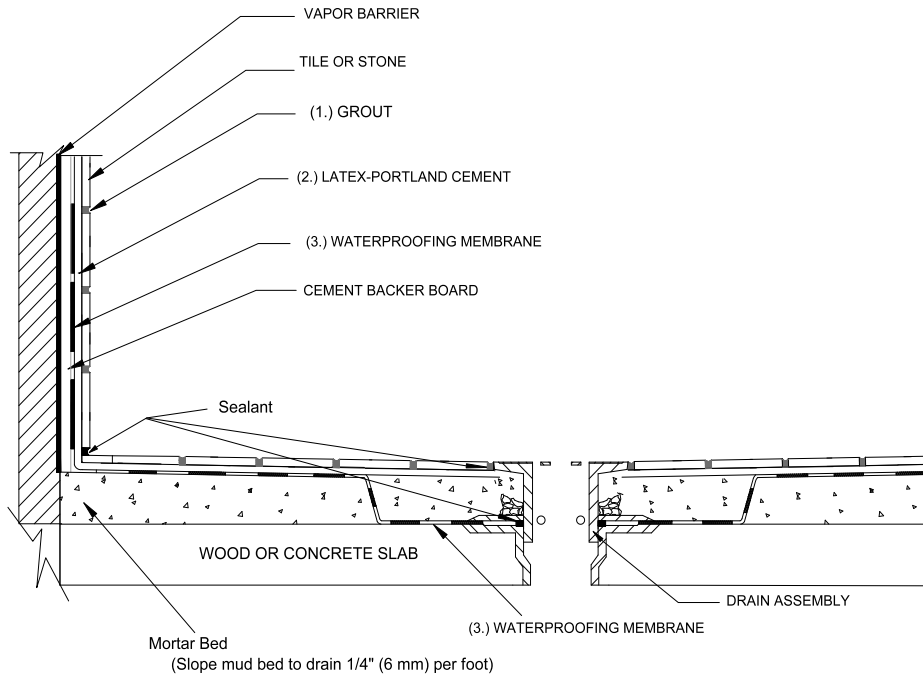 VAPOR BARRIER
TILE OR STONE
(1.) GROUT
(2.) LATEX-PORTLAND CEMENT
(3.) WATERPROOFING MEMBRANE
CEMENT BACKER BOARD
Sealant
WOOD OR CONCRETE SLAB
DRAIN ASSEMBLY
(3.) WATERPROOFING MEMBRANE
Mortar Bed
(Slope mud bed to drain 1/4" (6 mm) per foot)